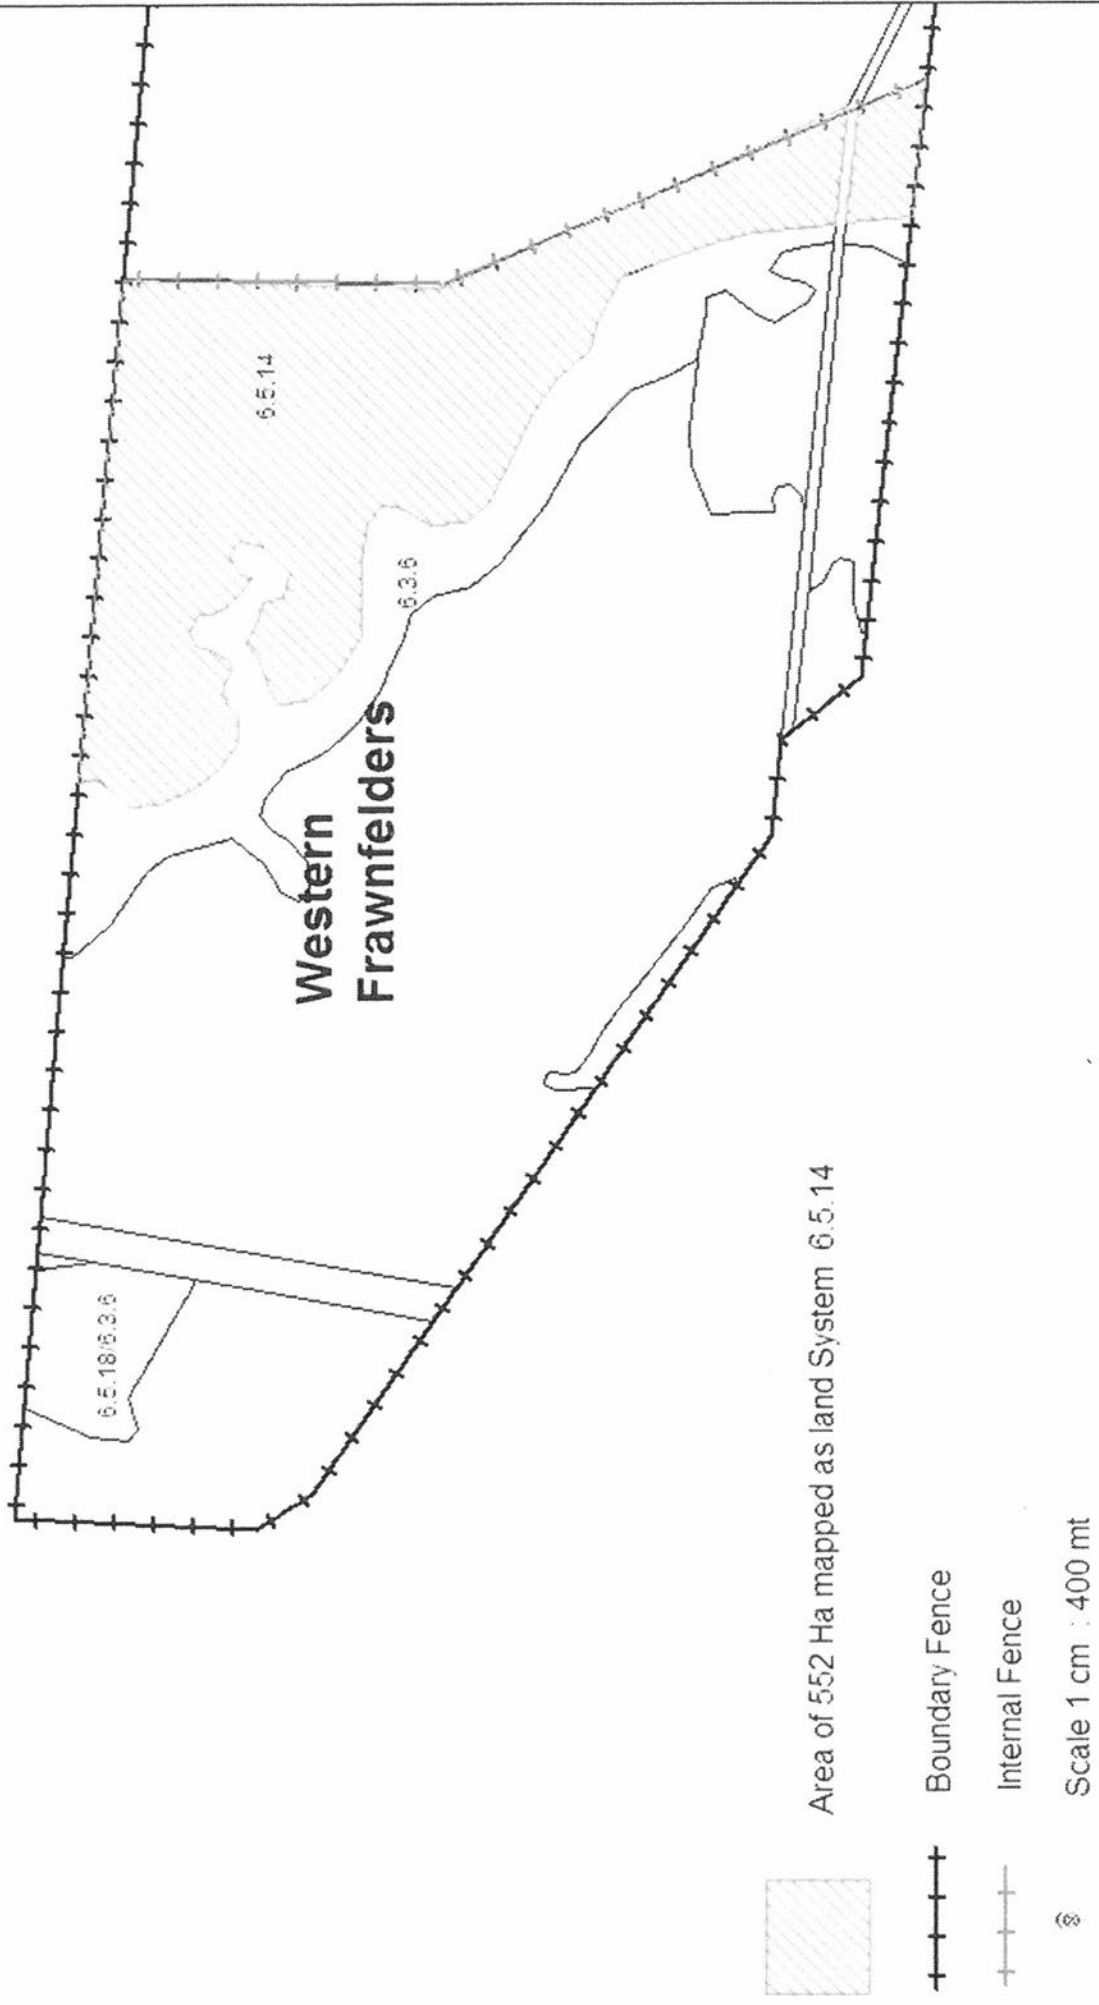 6.5.18/6.3.6
Western
Frawnfelders
6.3.6
6.5.14
Area of 552 Ha mapped as land System 6.5.14
Boundary Fence
Internal Fence
Scale 1 cm : 400 mt